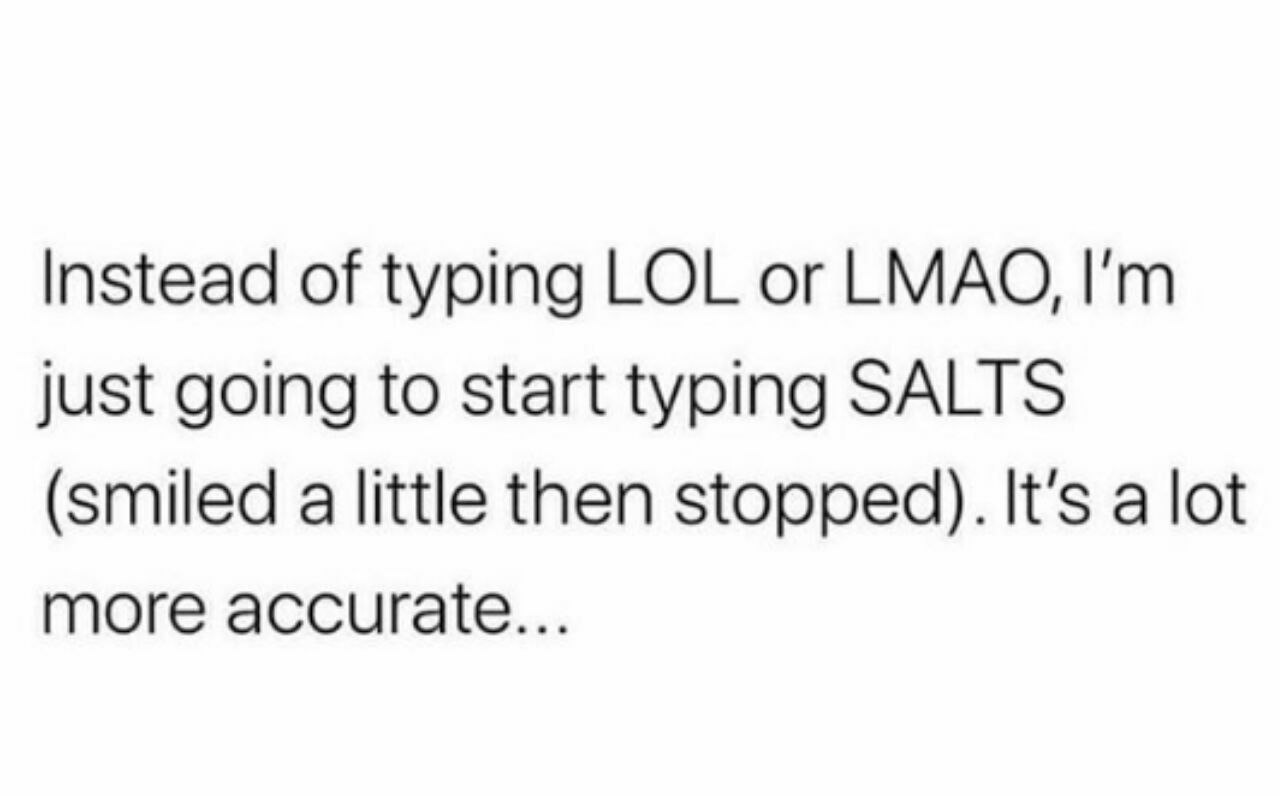 Instead of typing LOL or LMAO, I’m
just going to start typing SALTS
(smiled a little then stopped). It’s a lot
more accurate...